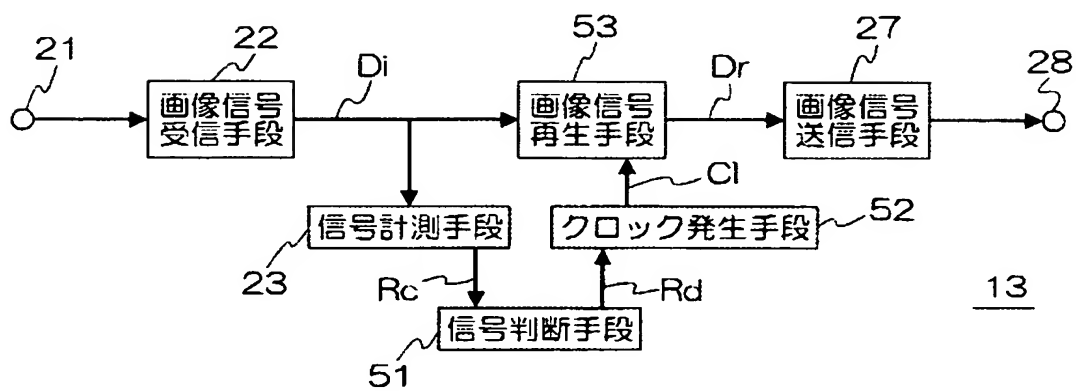 21
22
画像信号
受信手段
Di
53
画像信号
再生手段
Dr
27
画像信号
送信手段
28
Cl
信号計測手段
23
クロック発生手段
52
Rc
Rd
信号判断手段
51
13